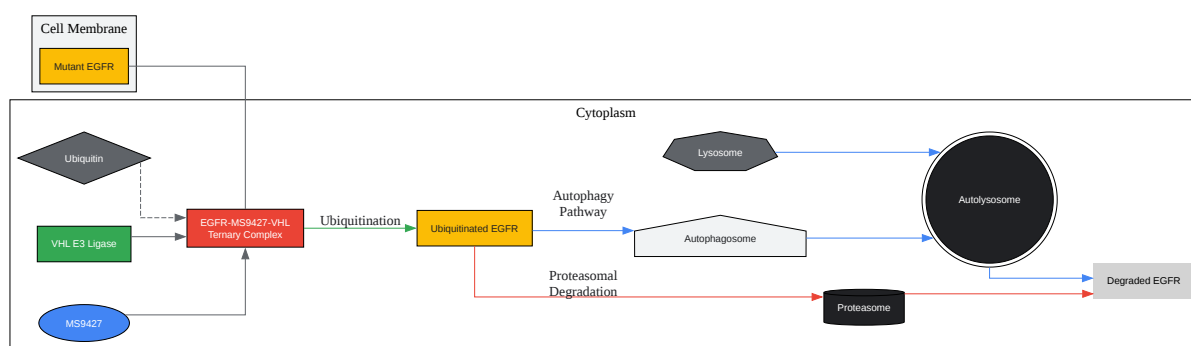 Cell Membrane
Mutant EGFR
Cytoplasm
Ubiquitin
Lysosome
Autophagy
Pathway
Autolysosome
EGFR-MS9427-VHL
Ternary Complex
Ubiquitination
Ubiquitinated EGFR
Autophagosome
VHL E3 Ligase
Proteasomal
Degradation
Degraded EGFR
Proteasome
MS9427